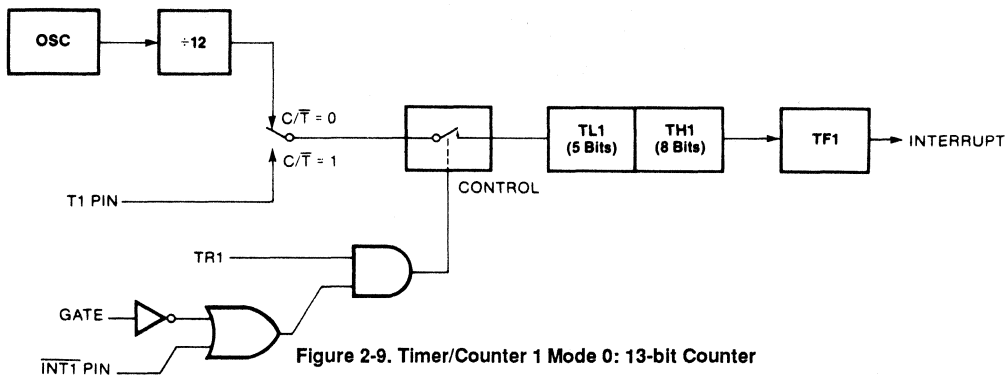 OSC
÷12
C/T̅ = 0
C/T̅ = 1
T1 PIN
CONTROL
TL1
(5 Bits)
TH1
(8 Bits)
TF1
INTERRUPT
TR1
GATE
I̅N̅T̅1̅ PIN
Figure 2-9. Timer/Counter 1 Mode 0: 13-bit Counter